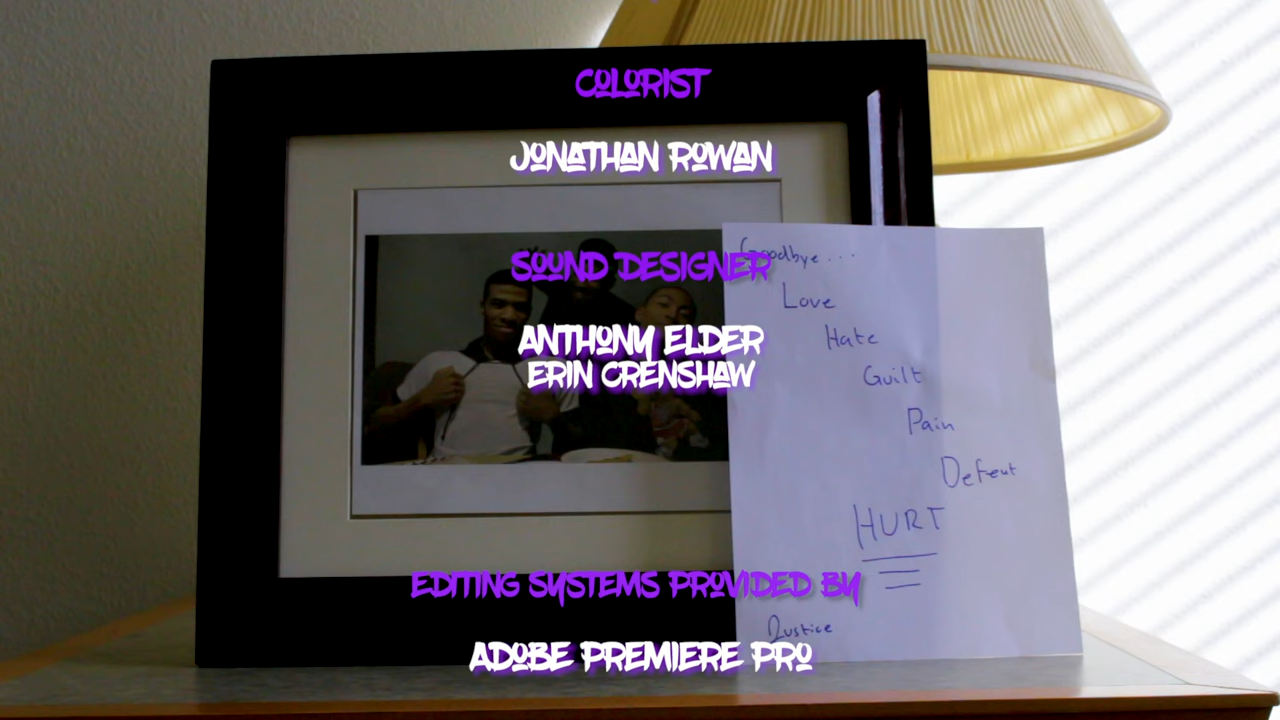 COLORIST
JONATHAN ROWAN
SOUND DESIGNER
ANTHONY ELDER
ERIN CRENSHAW
EDITING SYSTEMS PROVIDED BY
ADOBE PREMIERE PRO
Goodbye...
Love
Hate
Guilt
Pain
Defeat
HURT
Justice